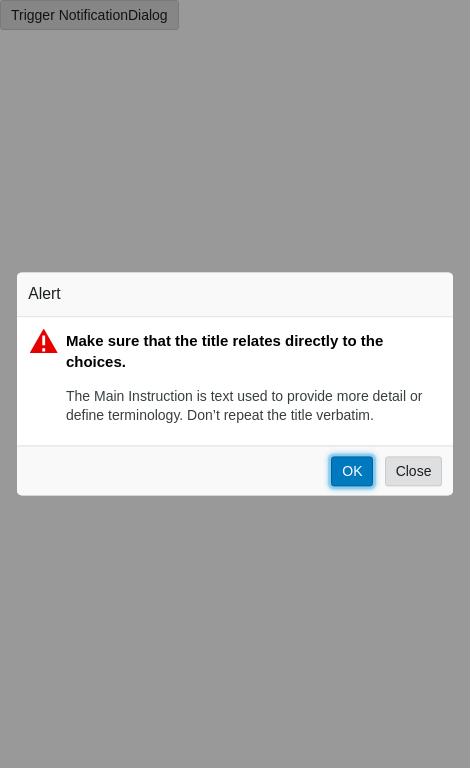 Trigger NotificationDialog
Alert
Make sure that the title relates directly to the
choices.
The Main Instruction is text used to provide more detail or
define terminology. Don’t repeat the title verbatim.
OK Close